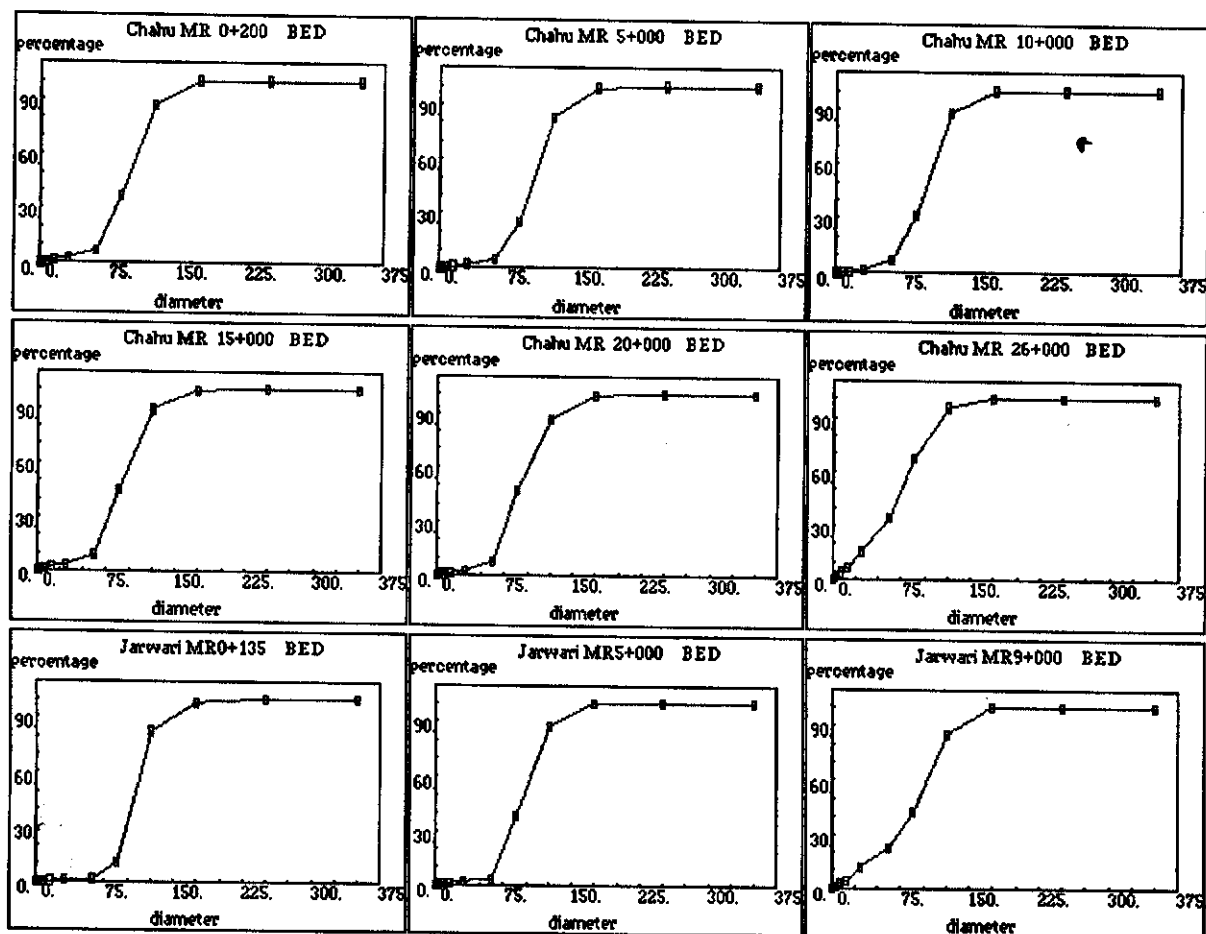 Chahu MR 0+200 BED
percentage
90.
60.
30.
0.
0. 75. 150. 225. 300. 375
diameter
Chahu MR 5+000 BED
percentage
90.
60.
30.
0.
0. 75. 150. 225. 300. 375
diameter
Chahu MR 10+000 BED
percentage
90.
60.
30.
0.
0. 75. 150. 225. 300. 375
diameter
Chahu MR 15+000 BED
percentage
90.
60.
30.
0.
0. 75. 150. 225. 300. 375
diameter
Chahu MR 20+000 BED
percentage
90.
60.
30.
0.
0. 75. 150. 225. 300. 375
diameter
Chahu MR 26+000 BED
percentage
90.
60.
30.
0.
0. 75. 150. 225. 300. 375
diameter
Jarwari MR0+135 BED
percentage
90.
60.
30.
0.
0. 75. 150. 225. 300. 375
diameter
Jarwari MR5+000 BED
percentage
90.
60.
30.
0.
0. 75. 150. 225. 300. 375
diameter
Jarwari MR9+000 BED
percentage
90.
60.
30.
0.
0. 75. 150. 225. 300. 375
diameter